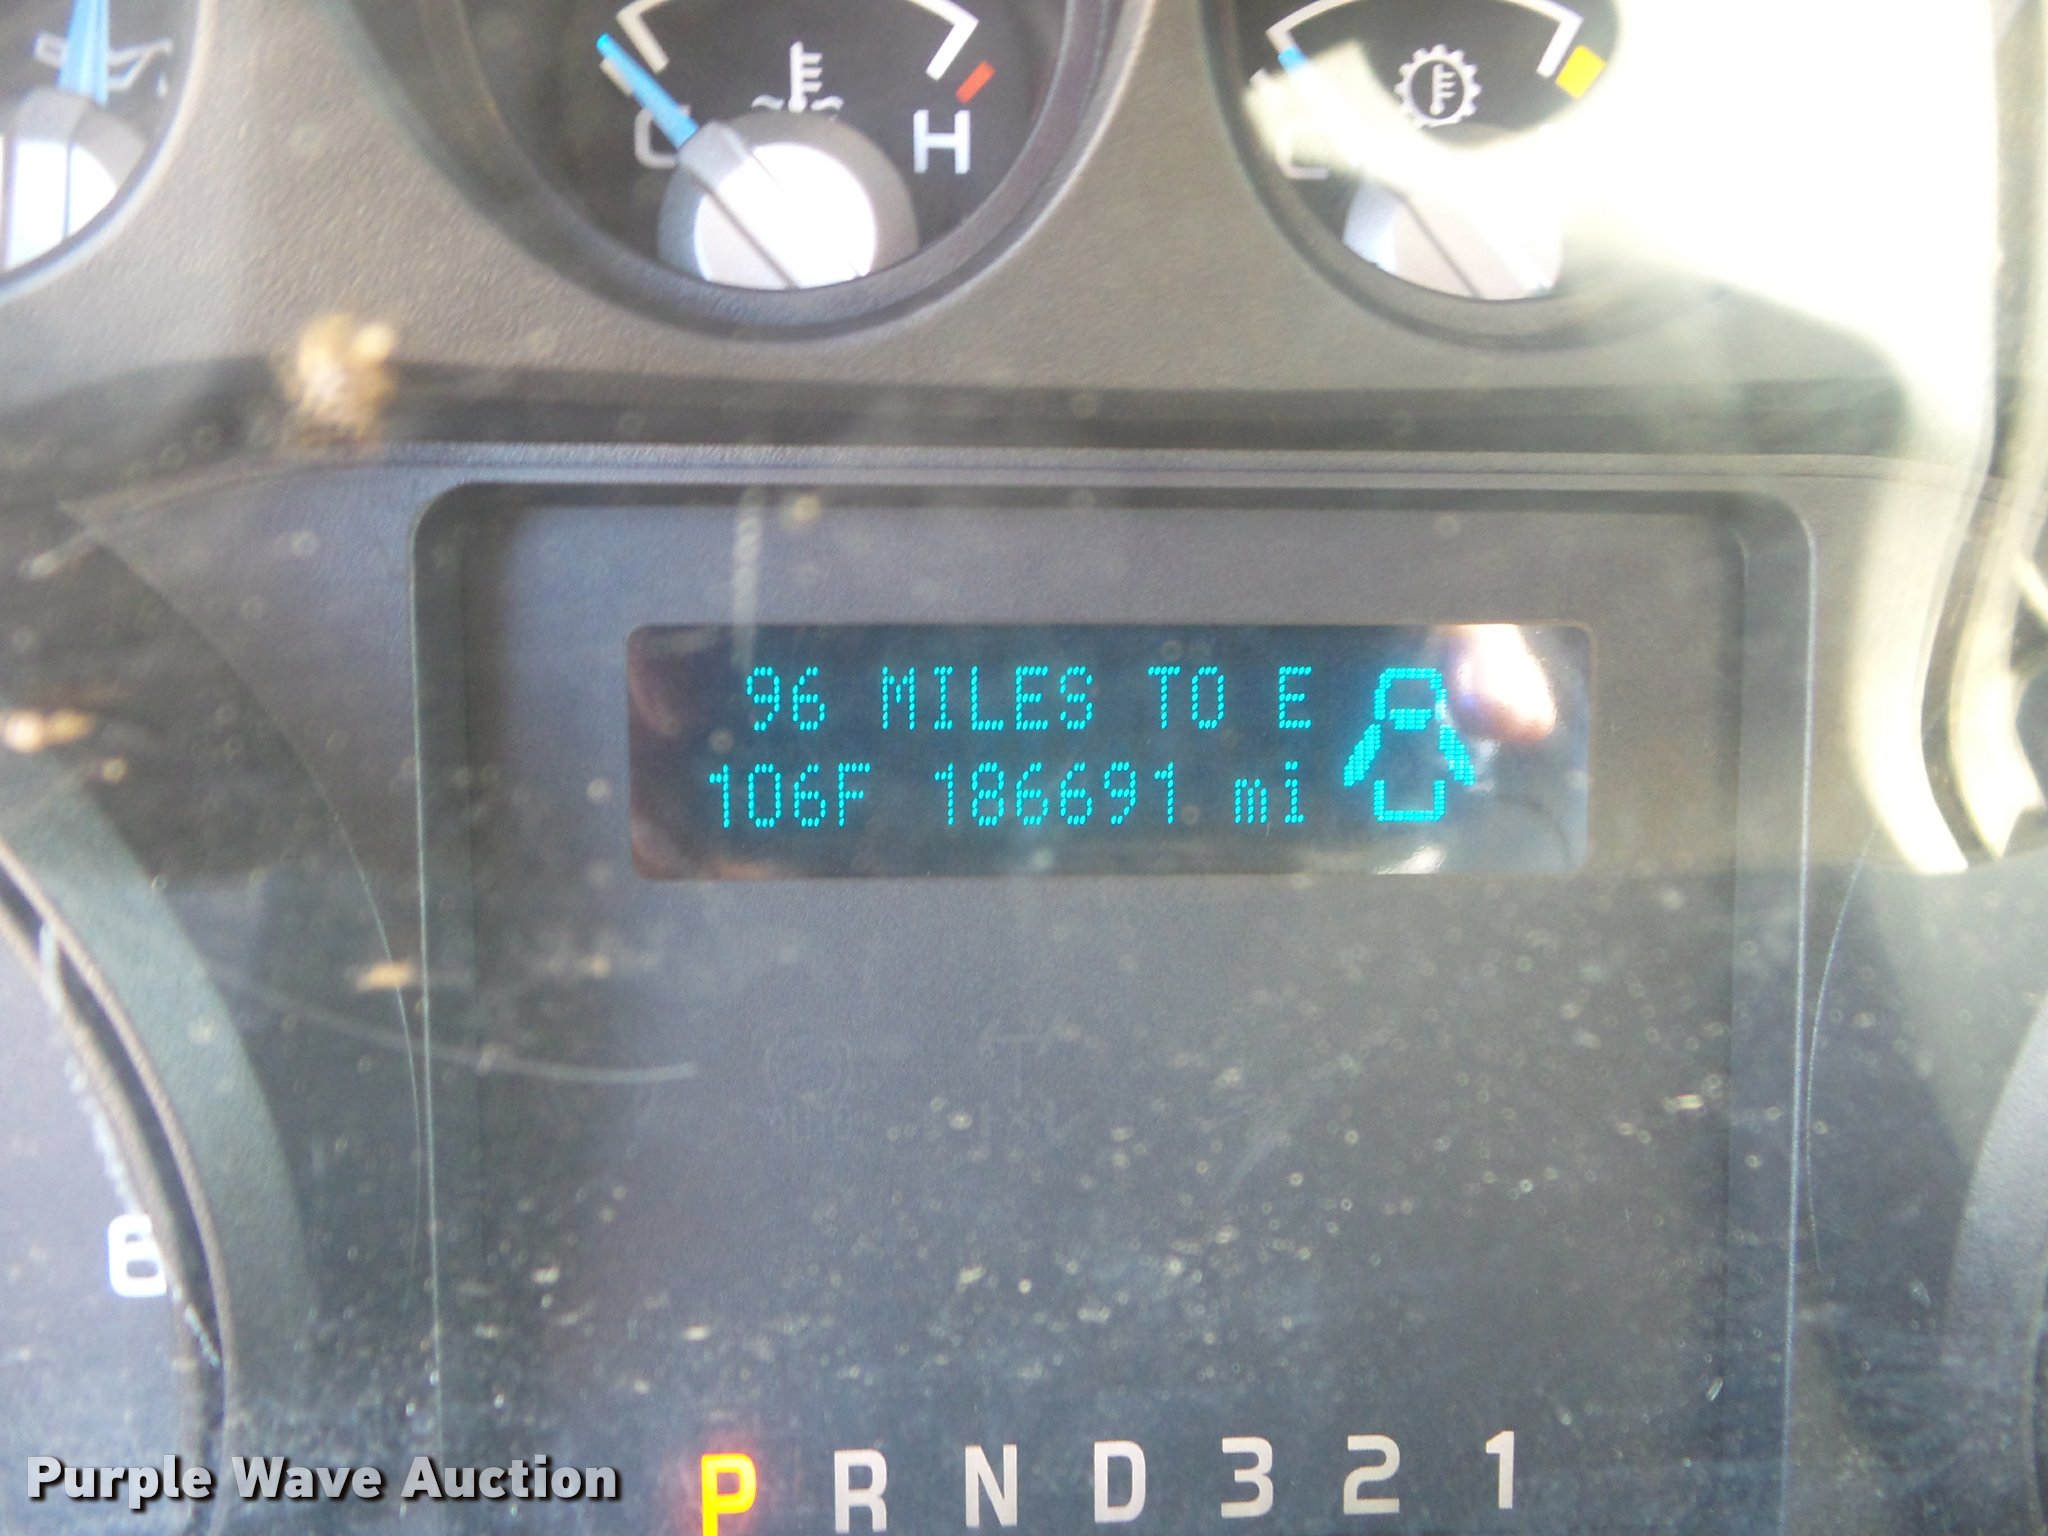 C H
96 MILES TO E
106F 186691 mi
6
P R N D 3 2 1
Purple Wave Auction